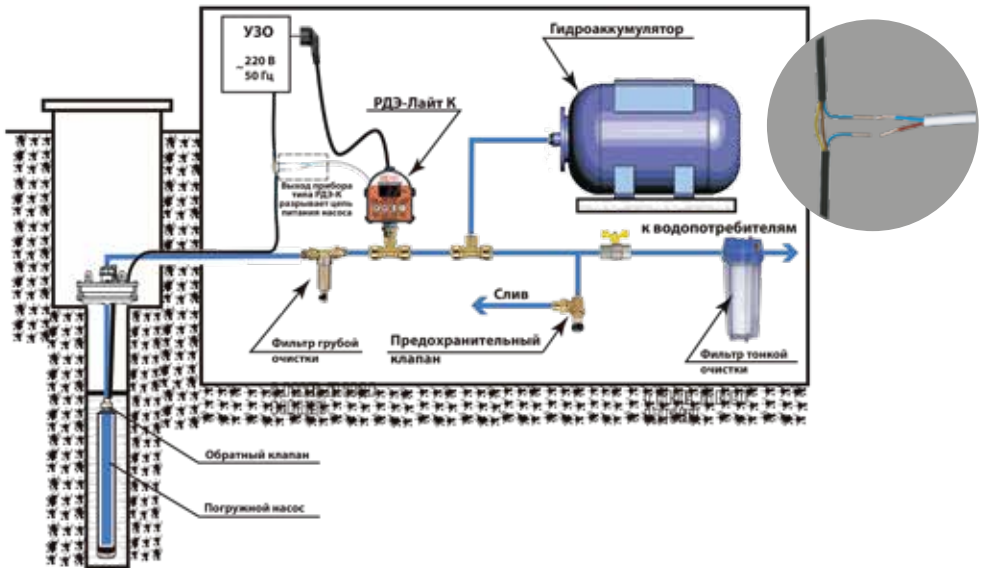 УЗО
~220 В
50 Гц
Гидроаккумулятор
РДЭ-Лайт К
Выход прибора
типа РДЭ-К
разрывает цепь
питания насоса
к водопотребителям
Слив
Фильтр грубой
очистки
Предохранительный
клапан
Фильтр тонкой
очистки
Обратный клапан
Погружной насос